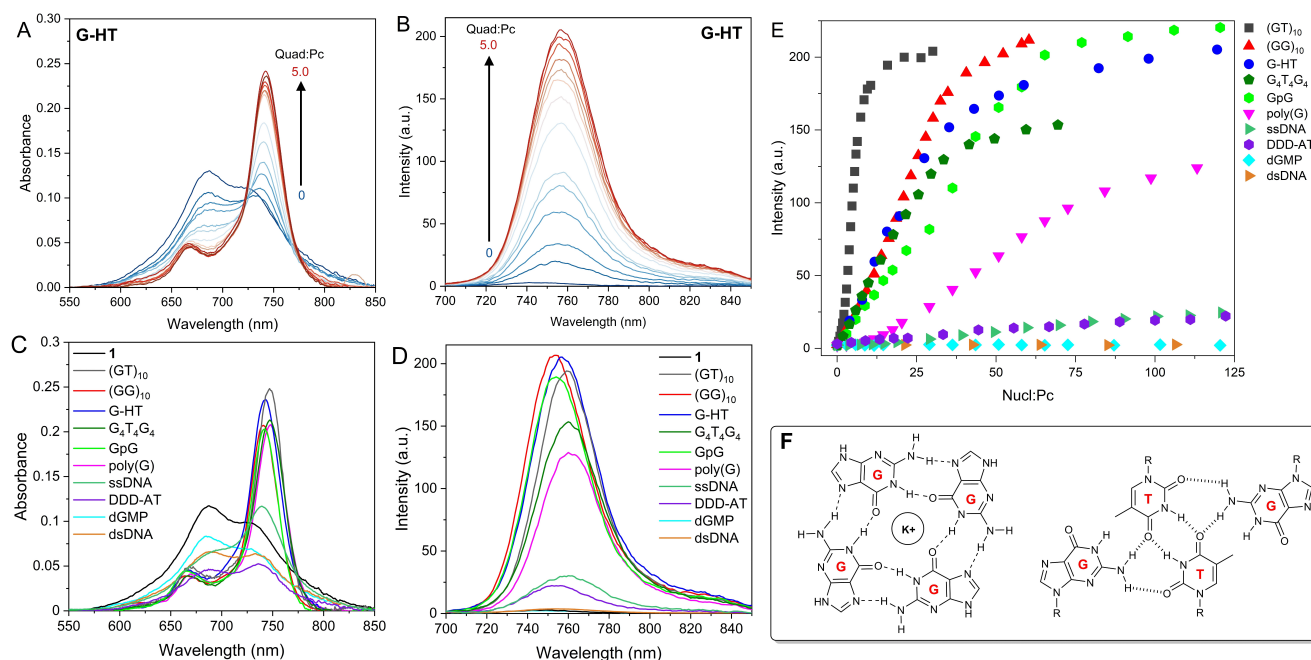 A
G-HT
Quad:Pc
5.0
0
Absorbance
0.30
0.25
0.20
0.15
0.10
0.05
0.00
550 600 650 700 750 800 850
Wavelength (nm)
B
G-HT
Quad:Pc
5.0
0
Intensity (a.u.)
200
150
100
50
0
700 720 740 760 780 800 820 840
Wavelength (nm)
C
1
(GT)10
(GG)10
G-HT
G4T4G4
GpG
poly(G)
ssDNA
DDD-AT
dGMP
dsDNA
Absorbance
0.3
0.25
0.2
0.15
0.1
0.05
0
550 600 650 700 750 800 850
Wavelength (nm)
D
1
(GT)10
(GG)10
G-HT
G4T4G4
GpG
poly(G)
ssDNA
DDD-AT
dGMP
dsDNA
Intensity (a.u.)
200
150
100
50
0
700 720 740 760 780 800 820 840
Wavelength (nm)
E
(GT)10
(GG)10
G-HT
G4T4G4
GpG
poly(G)
ssDNA
DDD-AT
dGMP
dsDNA
Intensity (a.u.)
200
150
100
50
0
0 25 50 75 100 125
Nucl:Pc
F
H
N N N H H N NH
G G
N N H O N N
H O N
H H N H
K+
H N H O H
N N N
G G
N O H N N
HN N H N N N
H H
R R
N O H N N
T G
N H H N N N
O H O
O H O
N N H H N
G T
N N N H O N
R H R